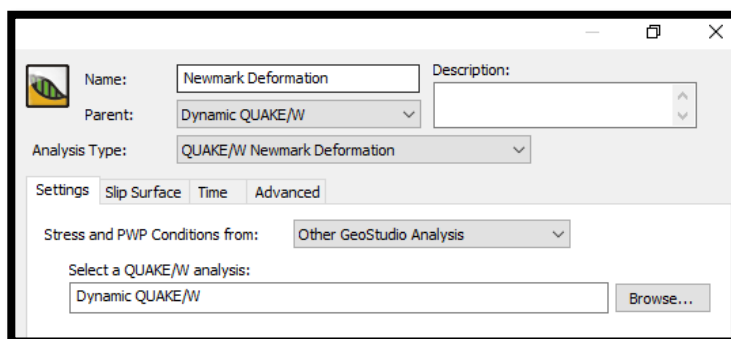 Name: Newmark Deformation Description:
Parent: Dynamic QUAKE/W
Analysis Type: QUAKE/W Newmark Deformation
Settings Slip Surface Time Advanced
Stress and PWP Conditions from: Other GeoStudio Analysis
Select a QUAKE/W analysis:
Dynamic QUAKE/W Browse...